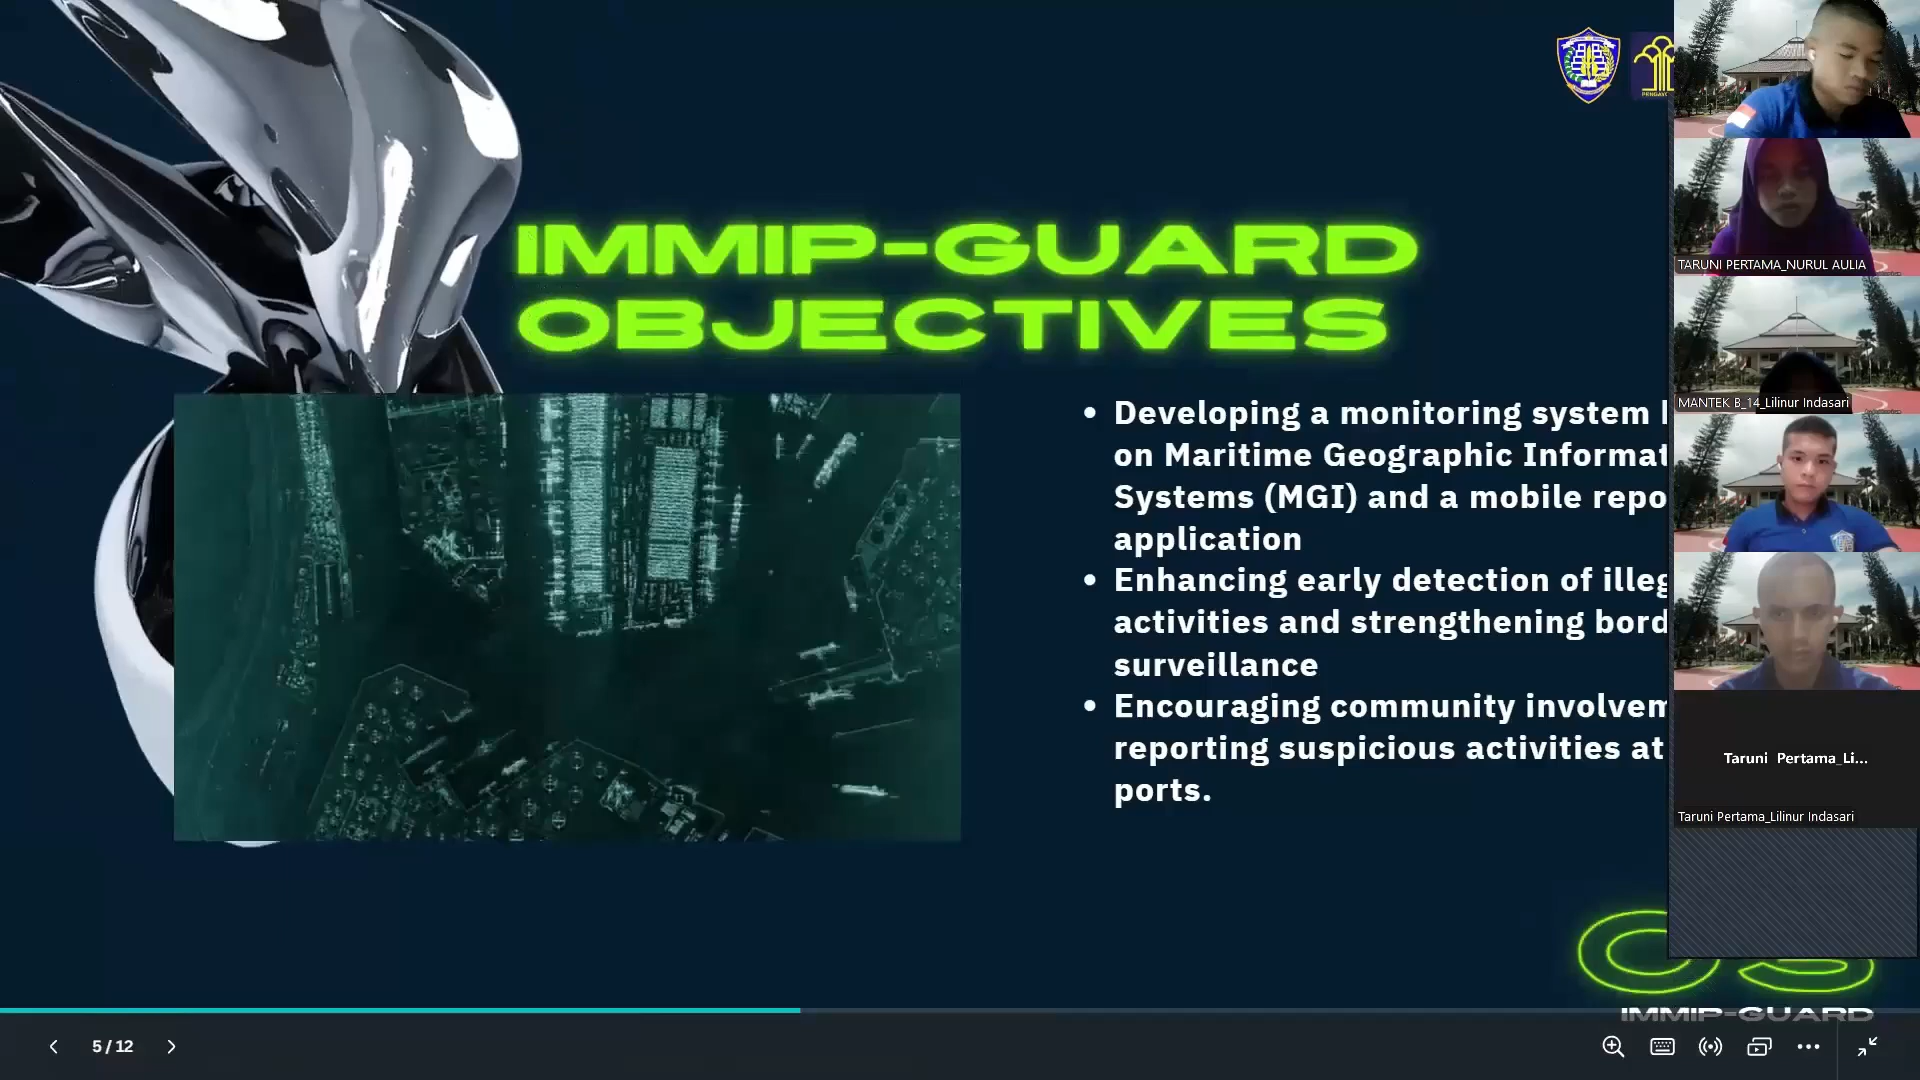 IMMIP-GUARD
OBJECTIVES
Developing a monitoring system
on Maritime Geographic Informat
Systems (MGI) and a mobile repo
application
Enhancing early detection of illeg
activities and strengthening bord
surveillance
Encouraging community involvem
reporting suspicious activities at
ports.
TARUNI PERTAMA_NURUL AULIA
MANTEK B_14_Lilinur Indasari
Taruni Pertama_Li...
Taruni Pertama_Lilinur Indasari
IMMIP-GUARD
5 / 12